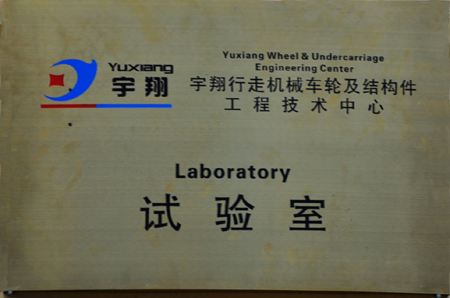 Yuxiang
宇翔
Yuxiang Wheel & Undercarriage
Engineering Center
宇翔行走机械车轮及结构件
工程技术中心
Laboratory
试验室